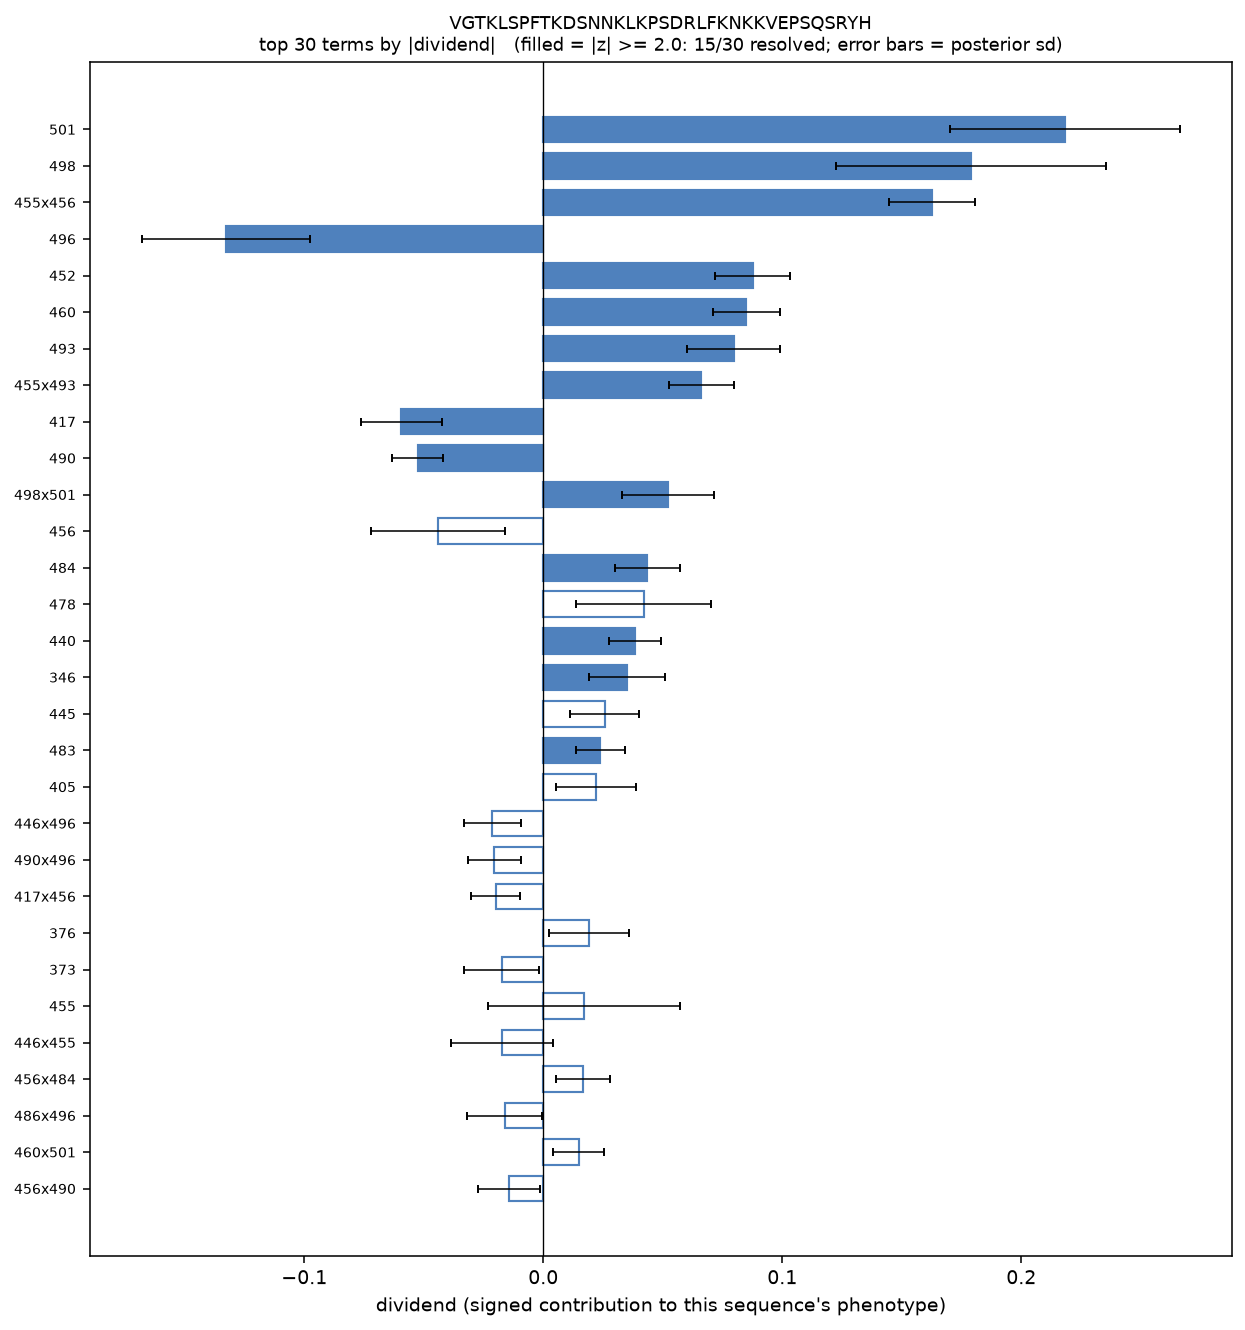 VGTKLSPFTKDSNNKLKPSDRLFKNKKVEPSQSRYH
top 30 terms by |dividend|   (filled = |z| >= 2.0: 15/30 resolved; error bars = posterior sd)
501
498
455x456
496
452
460
493
455x493
417
490
498x501
456
484
478
440
346
445
483
405
446x496
490x496
417x456
376
373
455
446x455
456x484
486x496
460x501
456x490
−0.1 0.0 0.1 0.2
dividend (signed contribution to this sequence's phenotype)